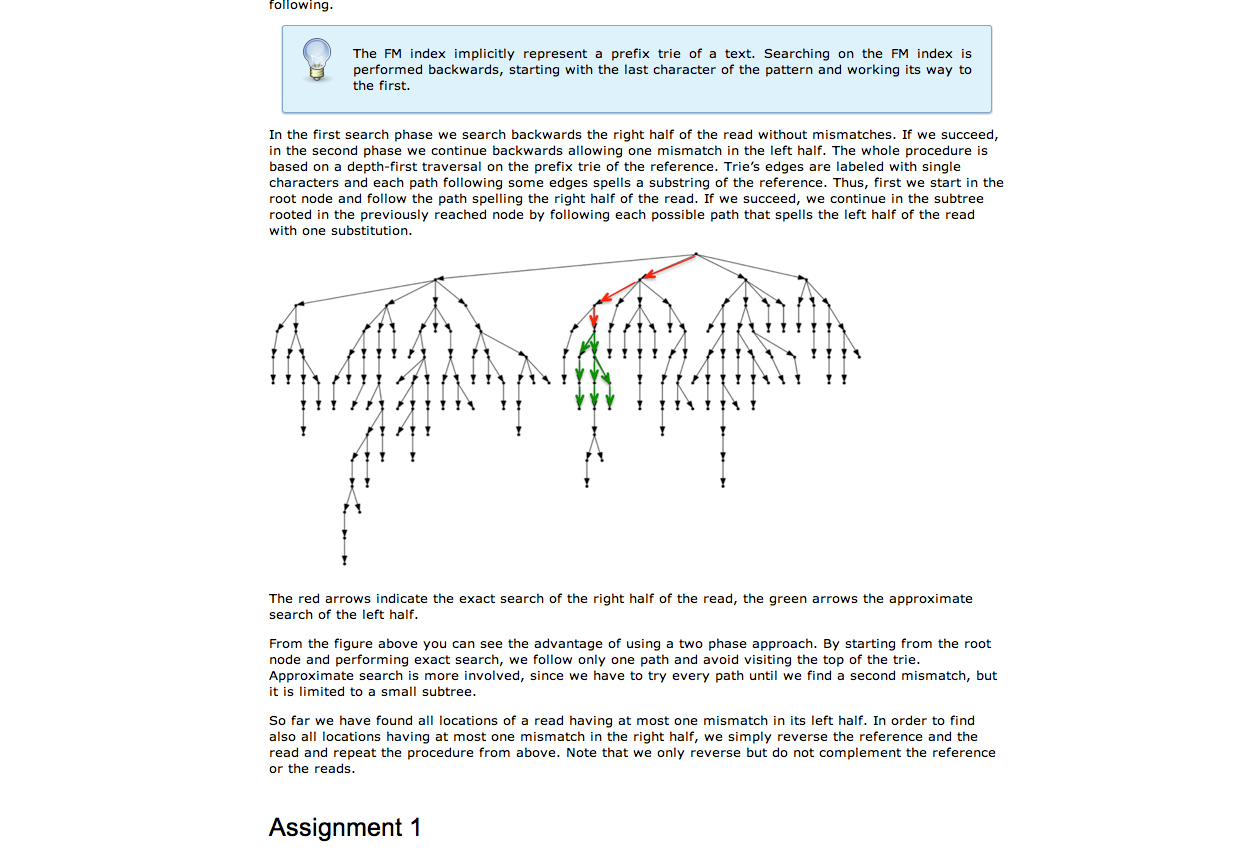 following.
The FM index implicitly represent a prefix trie of a text. Searching on the FM index is
performed backwards, starting with the last character of the pattern and working its way to
the first.
In the first search phase we search backwards the right half of the read without mismatches. If we succeed,
in the second phase we continue backwards allowing one mismatch in the left half. The whole procedure is
based on a depth-first traversal on the prefix trie of the reference. Trie’s edges are labeled with single
characters and each path following some edges spells a substring of the reference. Thus, first we start in the
root node and follow the path spelling the right half of the read. If we succeed, we continue in the subtree
rooted in the previously reached node by following each possible path that spells the left half of the read
with one substitution.
The red arrows indicate the exact search of the right half of the read, the green arrows the approximate
search of the left half.
From the figure above you can see the advantage of using a two phase approach. By starting from the root
node and performing exact search, we follow only one path and avoid visiting the top of the trie.
Approximate search is more involved, since we have to try every path until we find a second mismatch, but
it is limited to a small subtree.
So far we have found all locations of a read having at most one mismatch in its left half. In order to find
also all locations having at most one mismatch in the right half, we simply reverse the reference and the
read and repeat the procedure from above. Note that we only reverse but do not complement the reference
or the reads.
Assignment 1